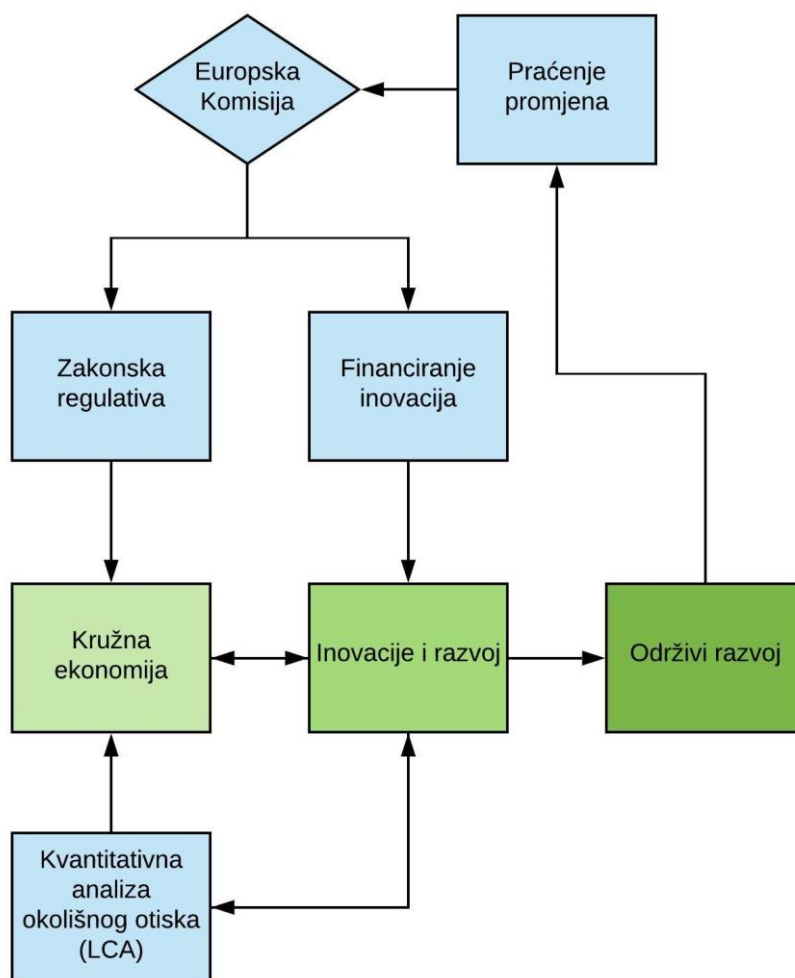 Europska
Komisija
Praćenje
promjena
Zakonska
regulativa
Financiranje
inovacija
Kružna
ekonomija
Inovacije i razvoj
Održivi razvoj
Kvantitativna
analiza
okolišnog otiska
(LCA)